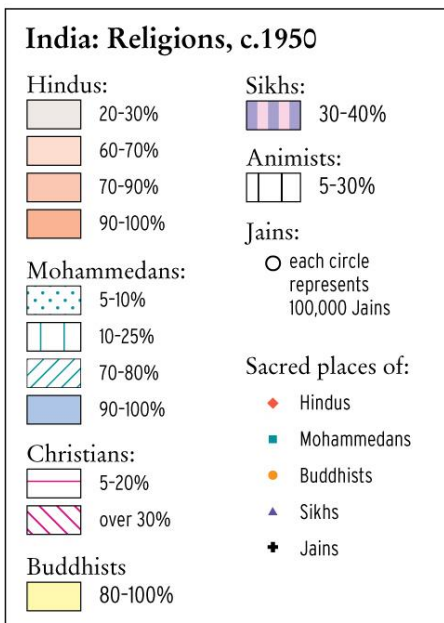 India: Religions, c.1950
Hindus:
20-30%
60-70%
70-90%
90-100%
Mohammedans:
5-10%
10-25%
70-80%
90-100%
Christians:
5-20%
over 30%
Buddhists
80-100%
Sikhs:
30-40%
Animists:
5-30%
Jains:
each circle
represents
100,000 Jains
Sacred places of:
Hindus
Mohammedans
Buddhists
Sikhs
Jains